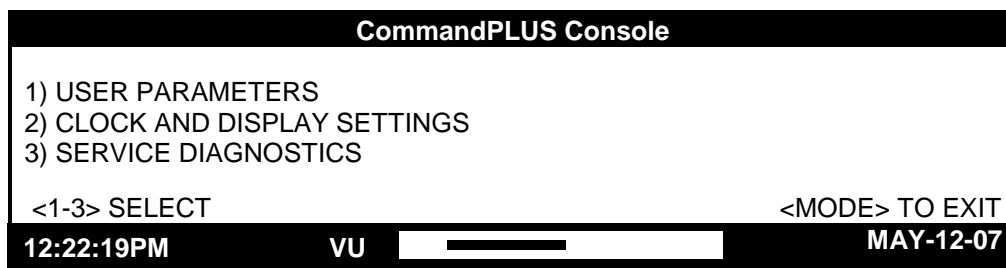 CommandPLUS Console
1) USER PARAMETERS
2) CLOCK AND DISPLAY SETTINGS
3) SERVICE DIAGNOSTICS
<1-3> SELECT <MODE> TO EXIT
12:22:19PM VU MAY-12-07